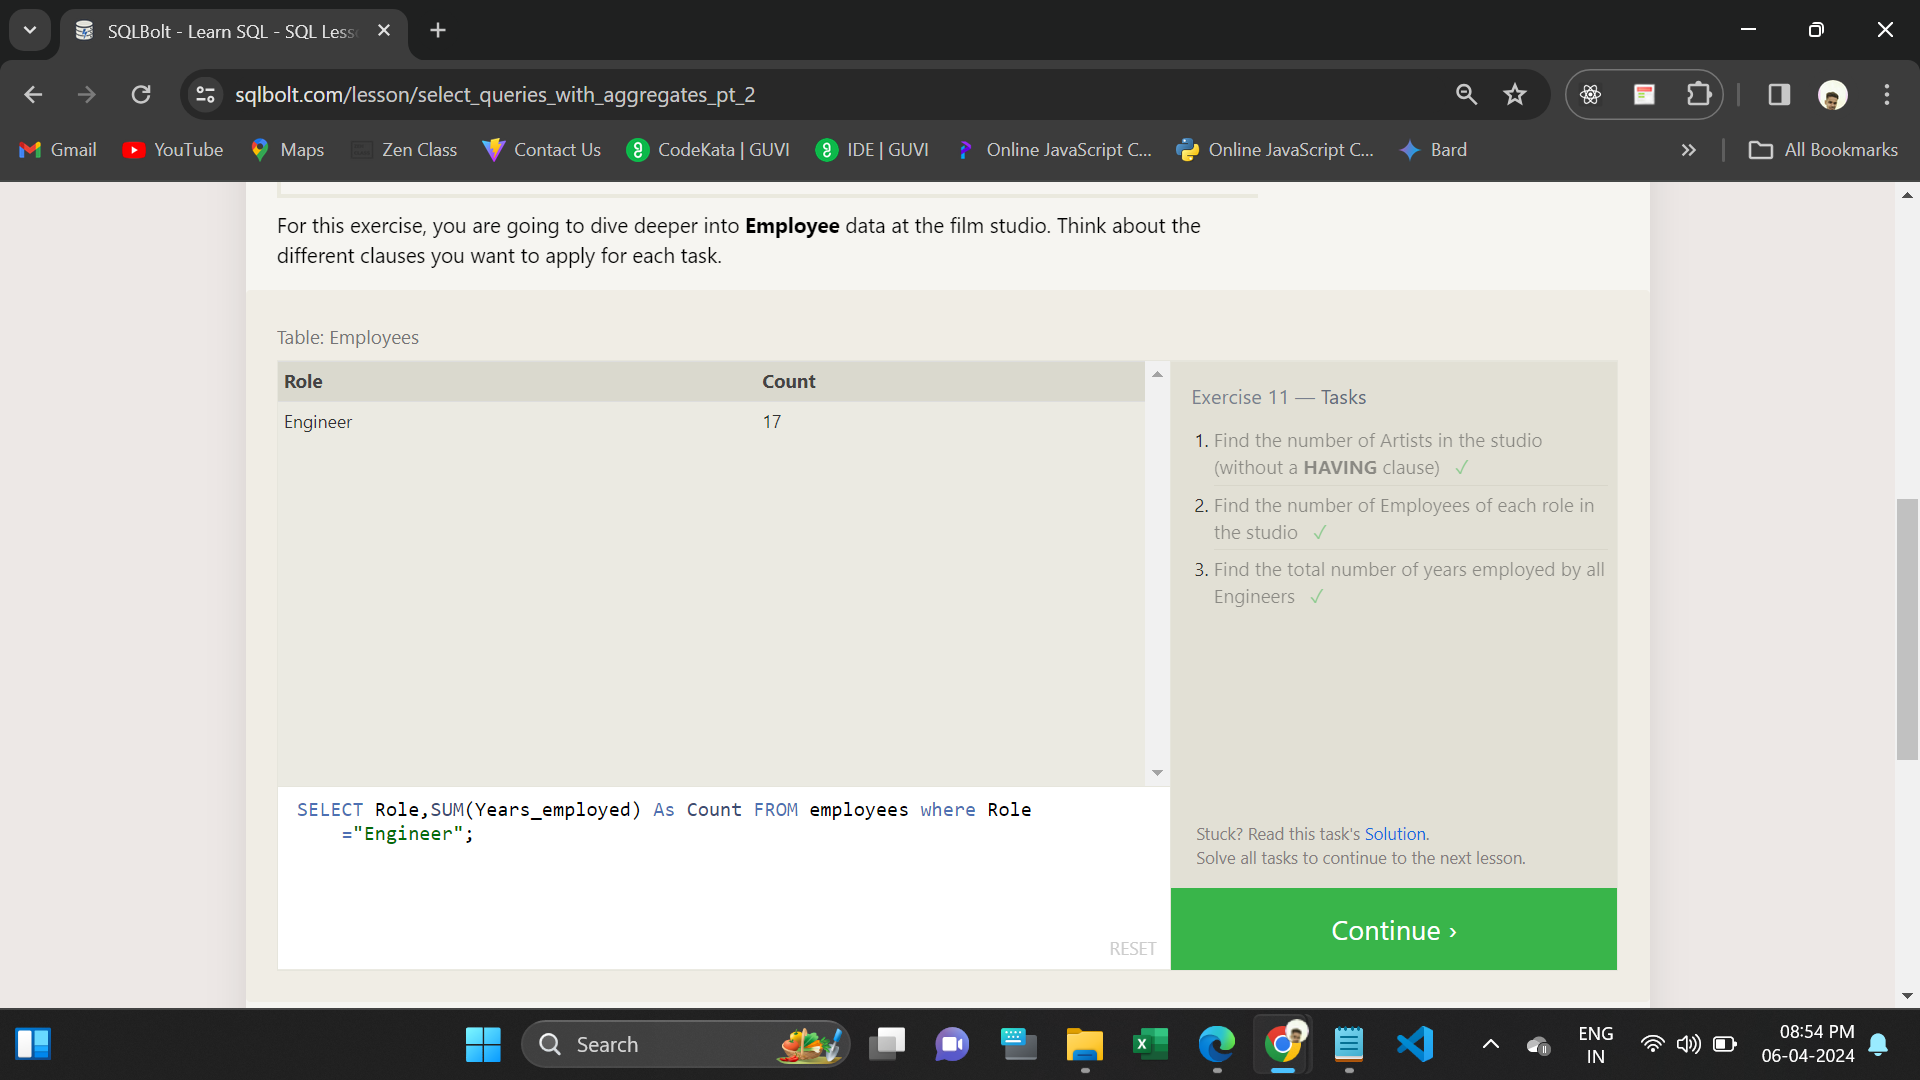 SQLBolt - Learn SQL - SQL Less
sqlbolt.com/lesson/select_queries_with_aggregates_pt_2
Gmail
YouTube
Maps
Zen Class
Contact Us
CodeKata | GUVI
IDE | GUVI
Online JavaScript C...
Online JavaScript C...
Bard
»
All Bookmarks
For this exercise, you are going to dive deeper into Employee data at the film studio. Think about the
different clauses you want to apply for each task.
Table: Employees
Role Count
Engineer 17
SELECT Role,SUM(Years_employed) As Count FROM employees where Role
="Engineer";
RESET
Exercise 11 — Tasks
1. Find the number of Artists in the studio
(without a HAVING clause) ✓
2. Find the number of Employees of each role in
the studio ✓
3. Find the total number of years employed by all
Engineers ✓
Stuck? Read this task's Solution.
Solve all tasks to continue to the next lesson.
Continue ›
Search
ENG
IN
08:54 PM
06-04-2024